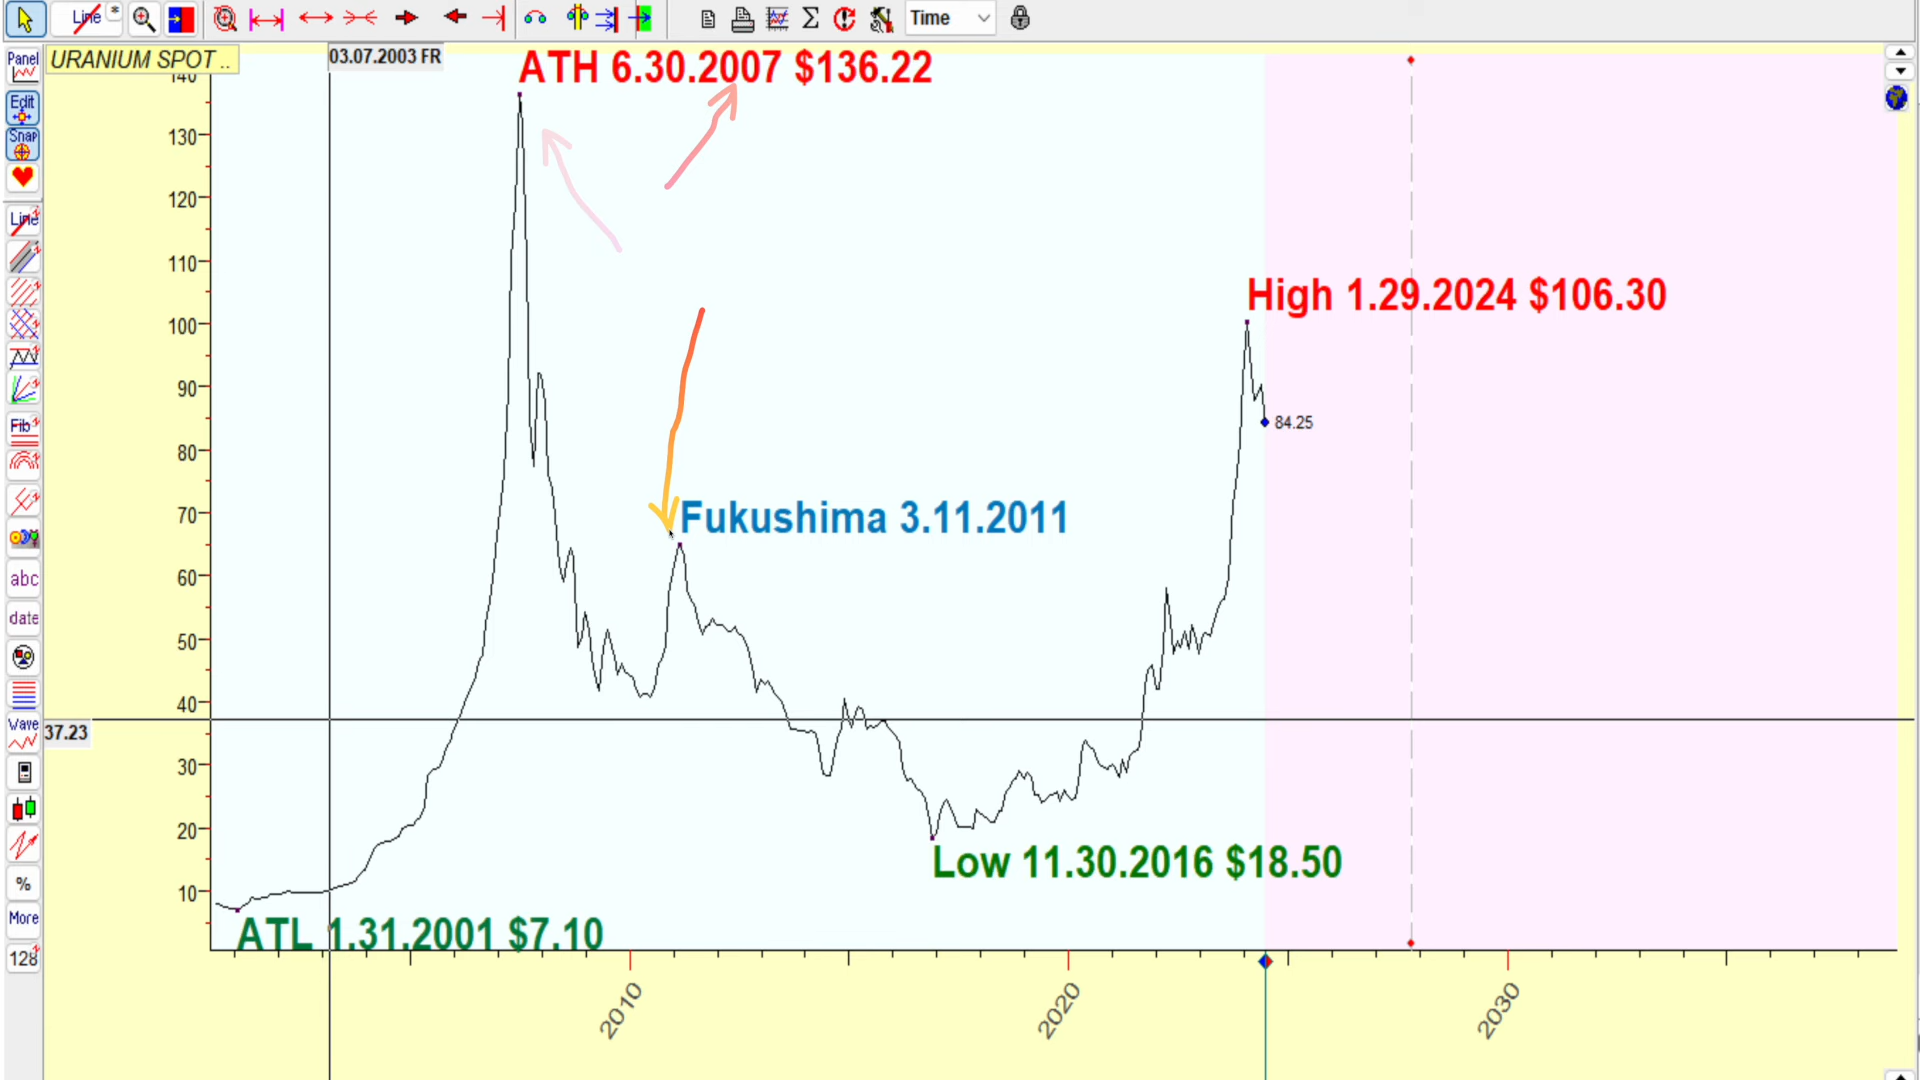 Line *
Time
Panel
URANIUM SPOT ..
03.07.2003 FR
ATH 6.30.2007 $136.22
140
Edit
Snap
130
120
Line
110
High 1.29.2024 $106.30
100
90
Fib
84.25
80
70
Fukushima 3.11.2011
60
abc
date
50
40
Wave
37.23
30
20
Low 11.30.2016 $18.50
%
10
More
ATL 1.31.2001 $7.10
128
2010
2020
2030